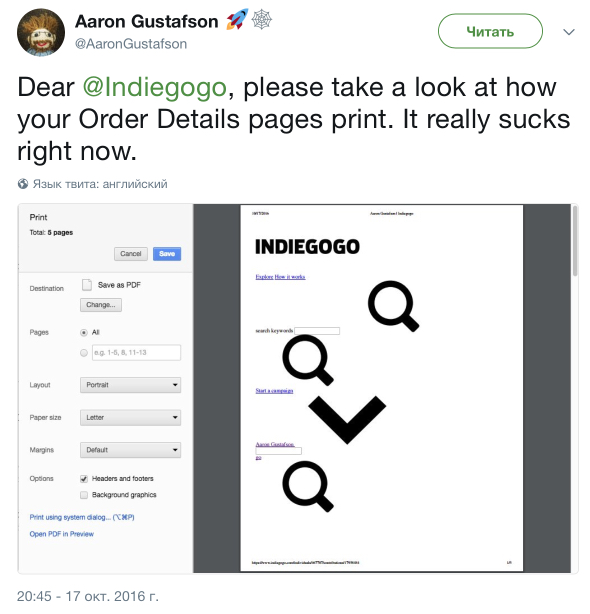 Aaron Gustafson 🚀🕸
@AaronGustafson
Читать
Dear @Indiegogo, please take a look at how
your Order Details pages print. It really sucks
right now.
Язык твита: английский
Print
Total: 5 pages
Cancel
Save
Destination
Save as PDF
Change...
Pages
All
e.g. 1-5, 8, 11-13
Layout
Portrait
Paper size
Letter
Margins
Default
Options
Headers and footers
Background graphics
Print using system dialog... (⌥⌘P)
Open PDF in Preview
10/17/2016
Aaron Gustafson | Indiegogo
INDIEGOGO
Explore How it works
search keywords
Start a campaign
Aaron Gustafson
go
1/5
20:45 - 17 окт. 2016 г.